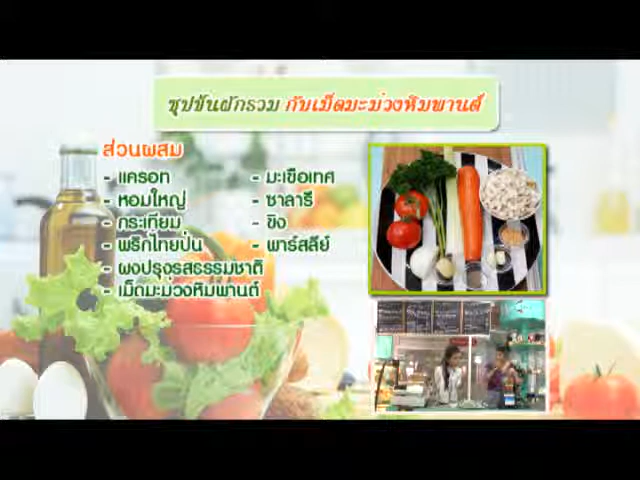 ซุปข้นผักรวม กับเม็ดมะม่วงหิมพานต์
ส่วนผสม
- แครอท
- หอมใหญ่
- กระเทียม
- พริกไทยป่น
- ผงปรุงรสธรรมชาติ
- เม็ดมะม่วงหิมพานต์
- มะเขือเทศ
- ซาลารี่
- ขิง
- พาร์สลีย์